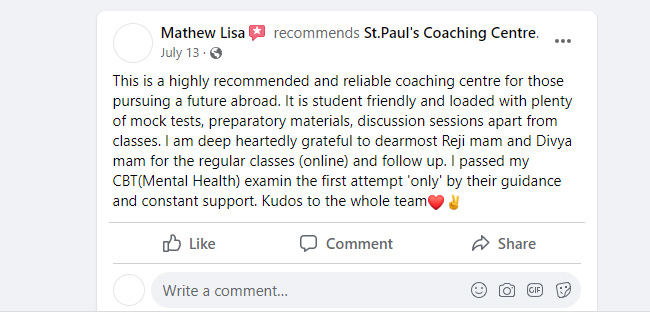 Mathew Lisa recommends St.Paul's Coaching Centre.
July 13 ·
This is a highly recommended and reliable coaching centre for those
pursuing a future abroad. It is student friendly and loaded with plenty
of mock tests, preparatory materials, discussion sessions apart from
classes. I am deep heartedly grateful to dearmost Reji mam and Divya
mam for the regular classes (online) and follow up. I passed my
CBT(Mental Health) examin the first attempt 'only' by their guidance
and constant support. Kudos to the whole team❤️✌️
Like Comment Share
Write a comment... GIF